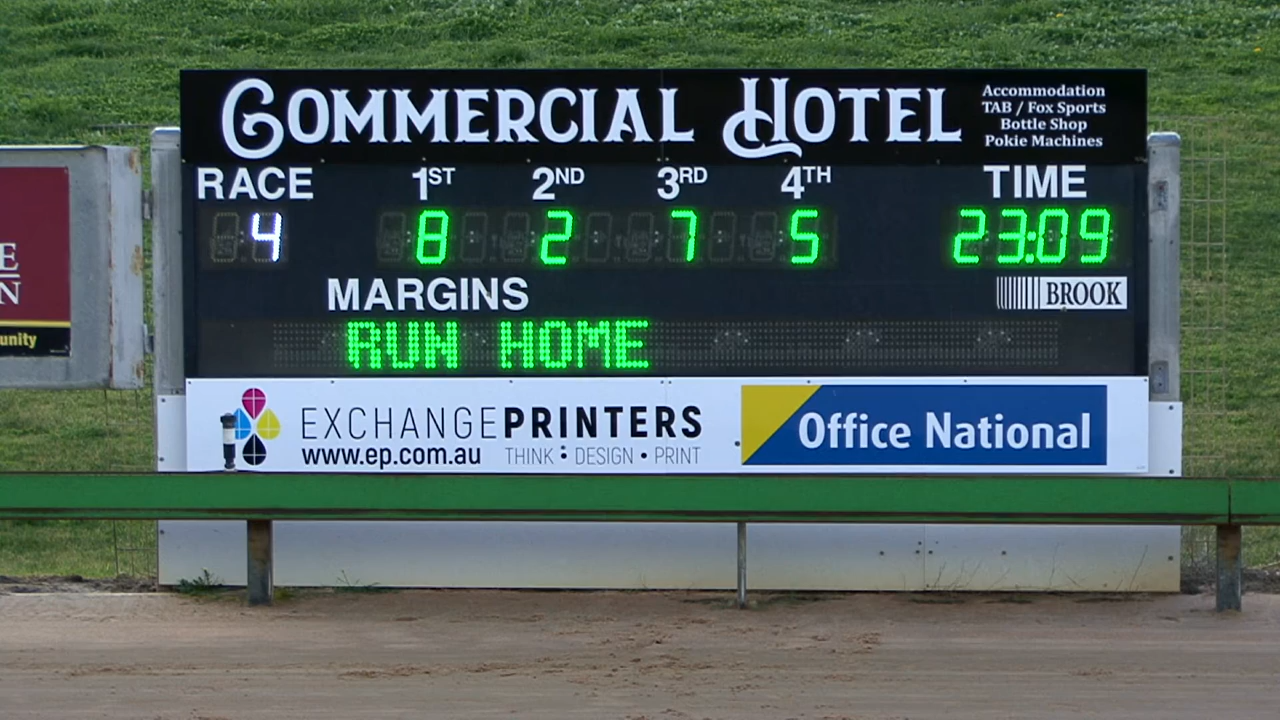 COMMERCIAL HOTEL
Accommodation
TAB / Fox Sports
Bottle Shop
Pokie Machines
RACE 1ST 2ND 3RD 4TH TIME
4 8 2 7 5 23:09
MARGINS
BROOK
RUN HOME
E
N
unity
EXCHANGEPRINTERS
www.ep.com.au THINK • DESIGN • PRINT
Office National